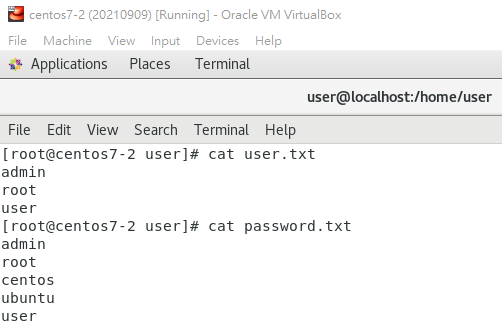 centos7-2 (20210909) [Running] - Oracle VM VirtualBox
File Machine View Input Devices Help
Applications Places Terminal
user@localhost:/home/user
File Edit View Search Terminal Help
[root@centos7-2 user]# cat user.txt
admin
root
user
[root@centos7-2 user]# cat password.txt
admin
root
centos
ubuntu
user